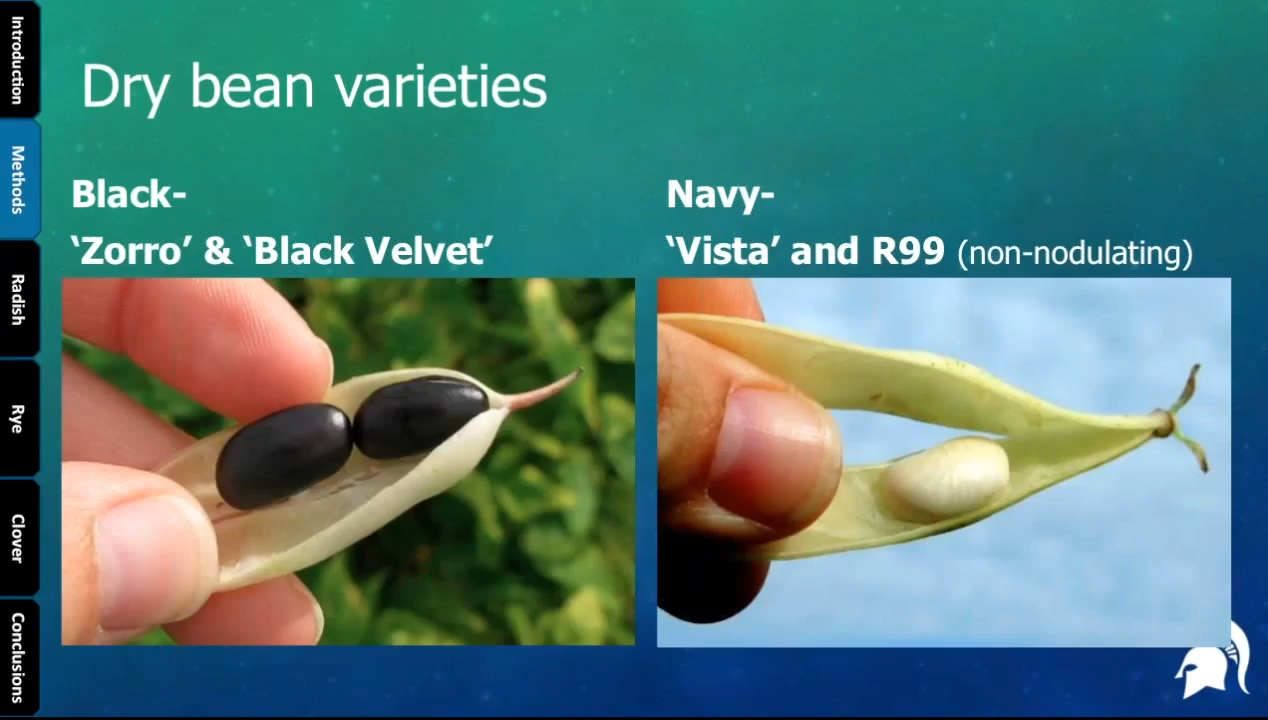 Introduction
Methods
Radish
Rye
Clover
Conclusions
Dry bean varieties
Black-
‘Zorro’ & ‘Black Velvet’
Navy-
‘Vista’ and R99 (non-nodulating)